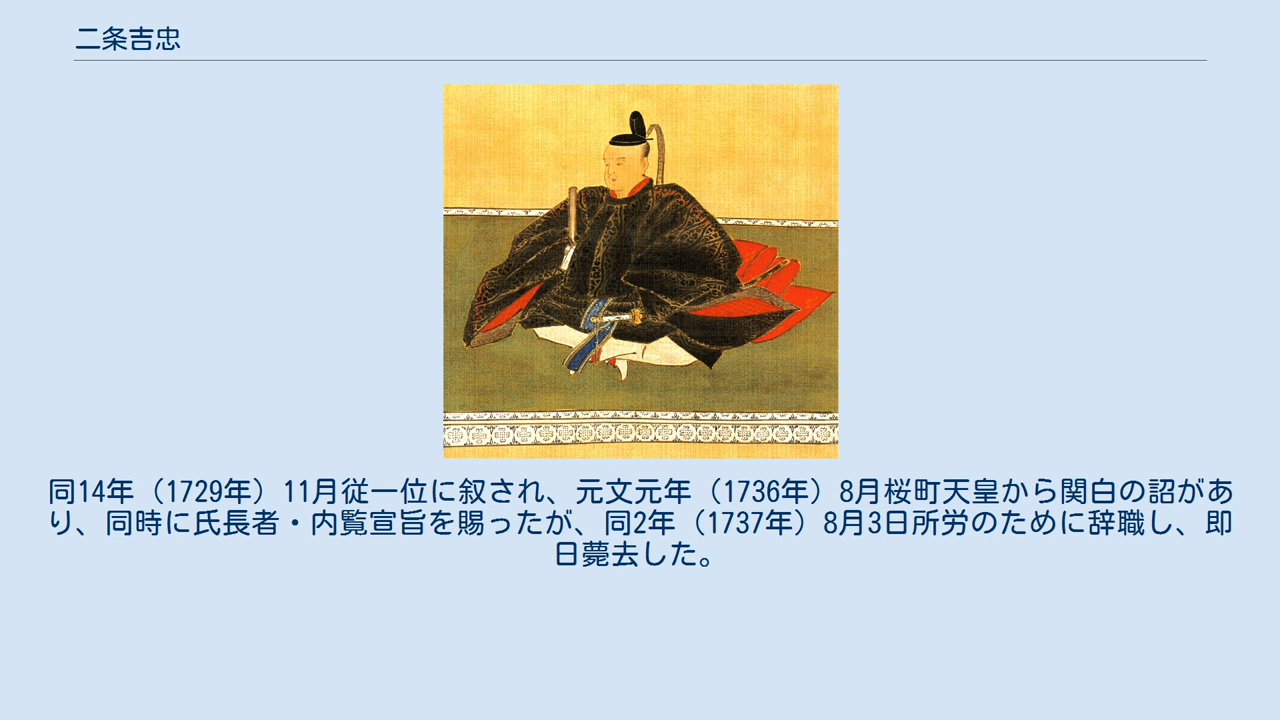 二条吉忠
同14年（1729年）11月従一位に叙され、元文元年（1736年）8月桜町天皇から関白の詔があ
り、同時に氏長者・内覧宣旨を賜ったが、同2年（1737年）8月3日所労のために辞職し、即
日薨去した。